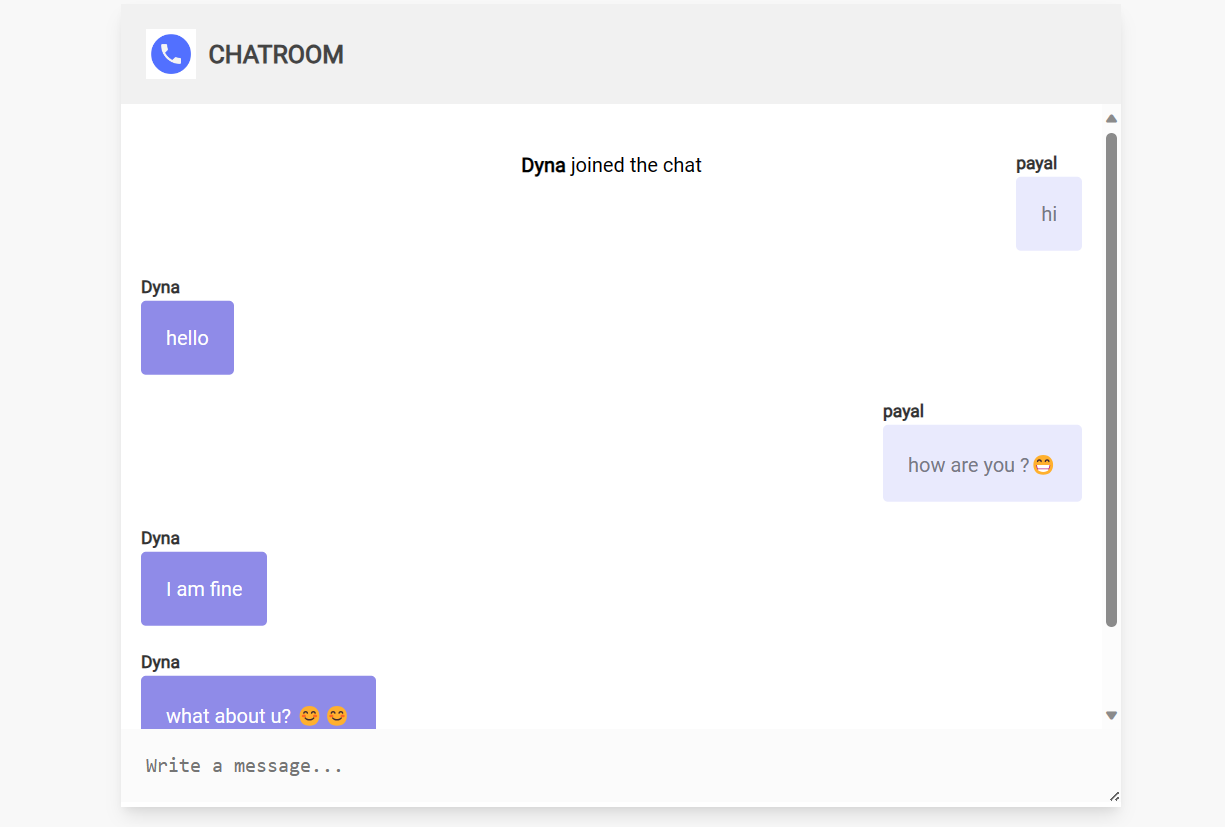 CHATROOM
Dyna joined the chat
payal
hi
Dyna
hello
payal
how are you ?😁
Dyna
I am fine
Dyna
what about u? 😊 😊
Write a message...